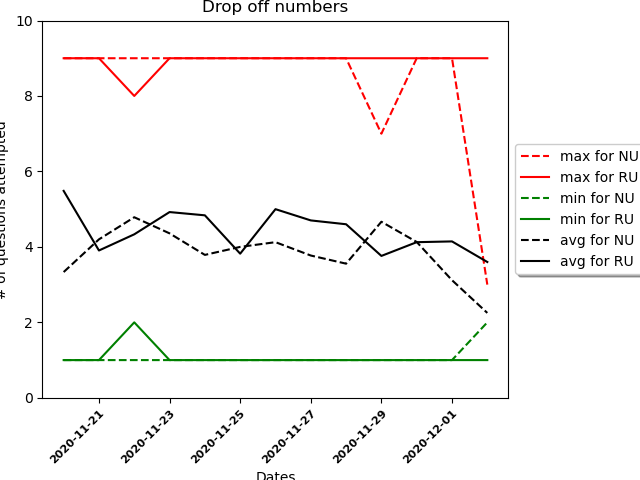 Drop off numbers
# of questions attempted
10
8
6
4
2
0
2020-11-21
2020-11-23
2020-11-25
2020-11-27
2020-11-29
2020-12-01
Dates
max for NU
max for RU
min for NU
min for RU
avg for NU
avg for RU